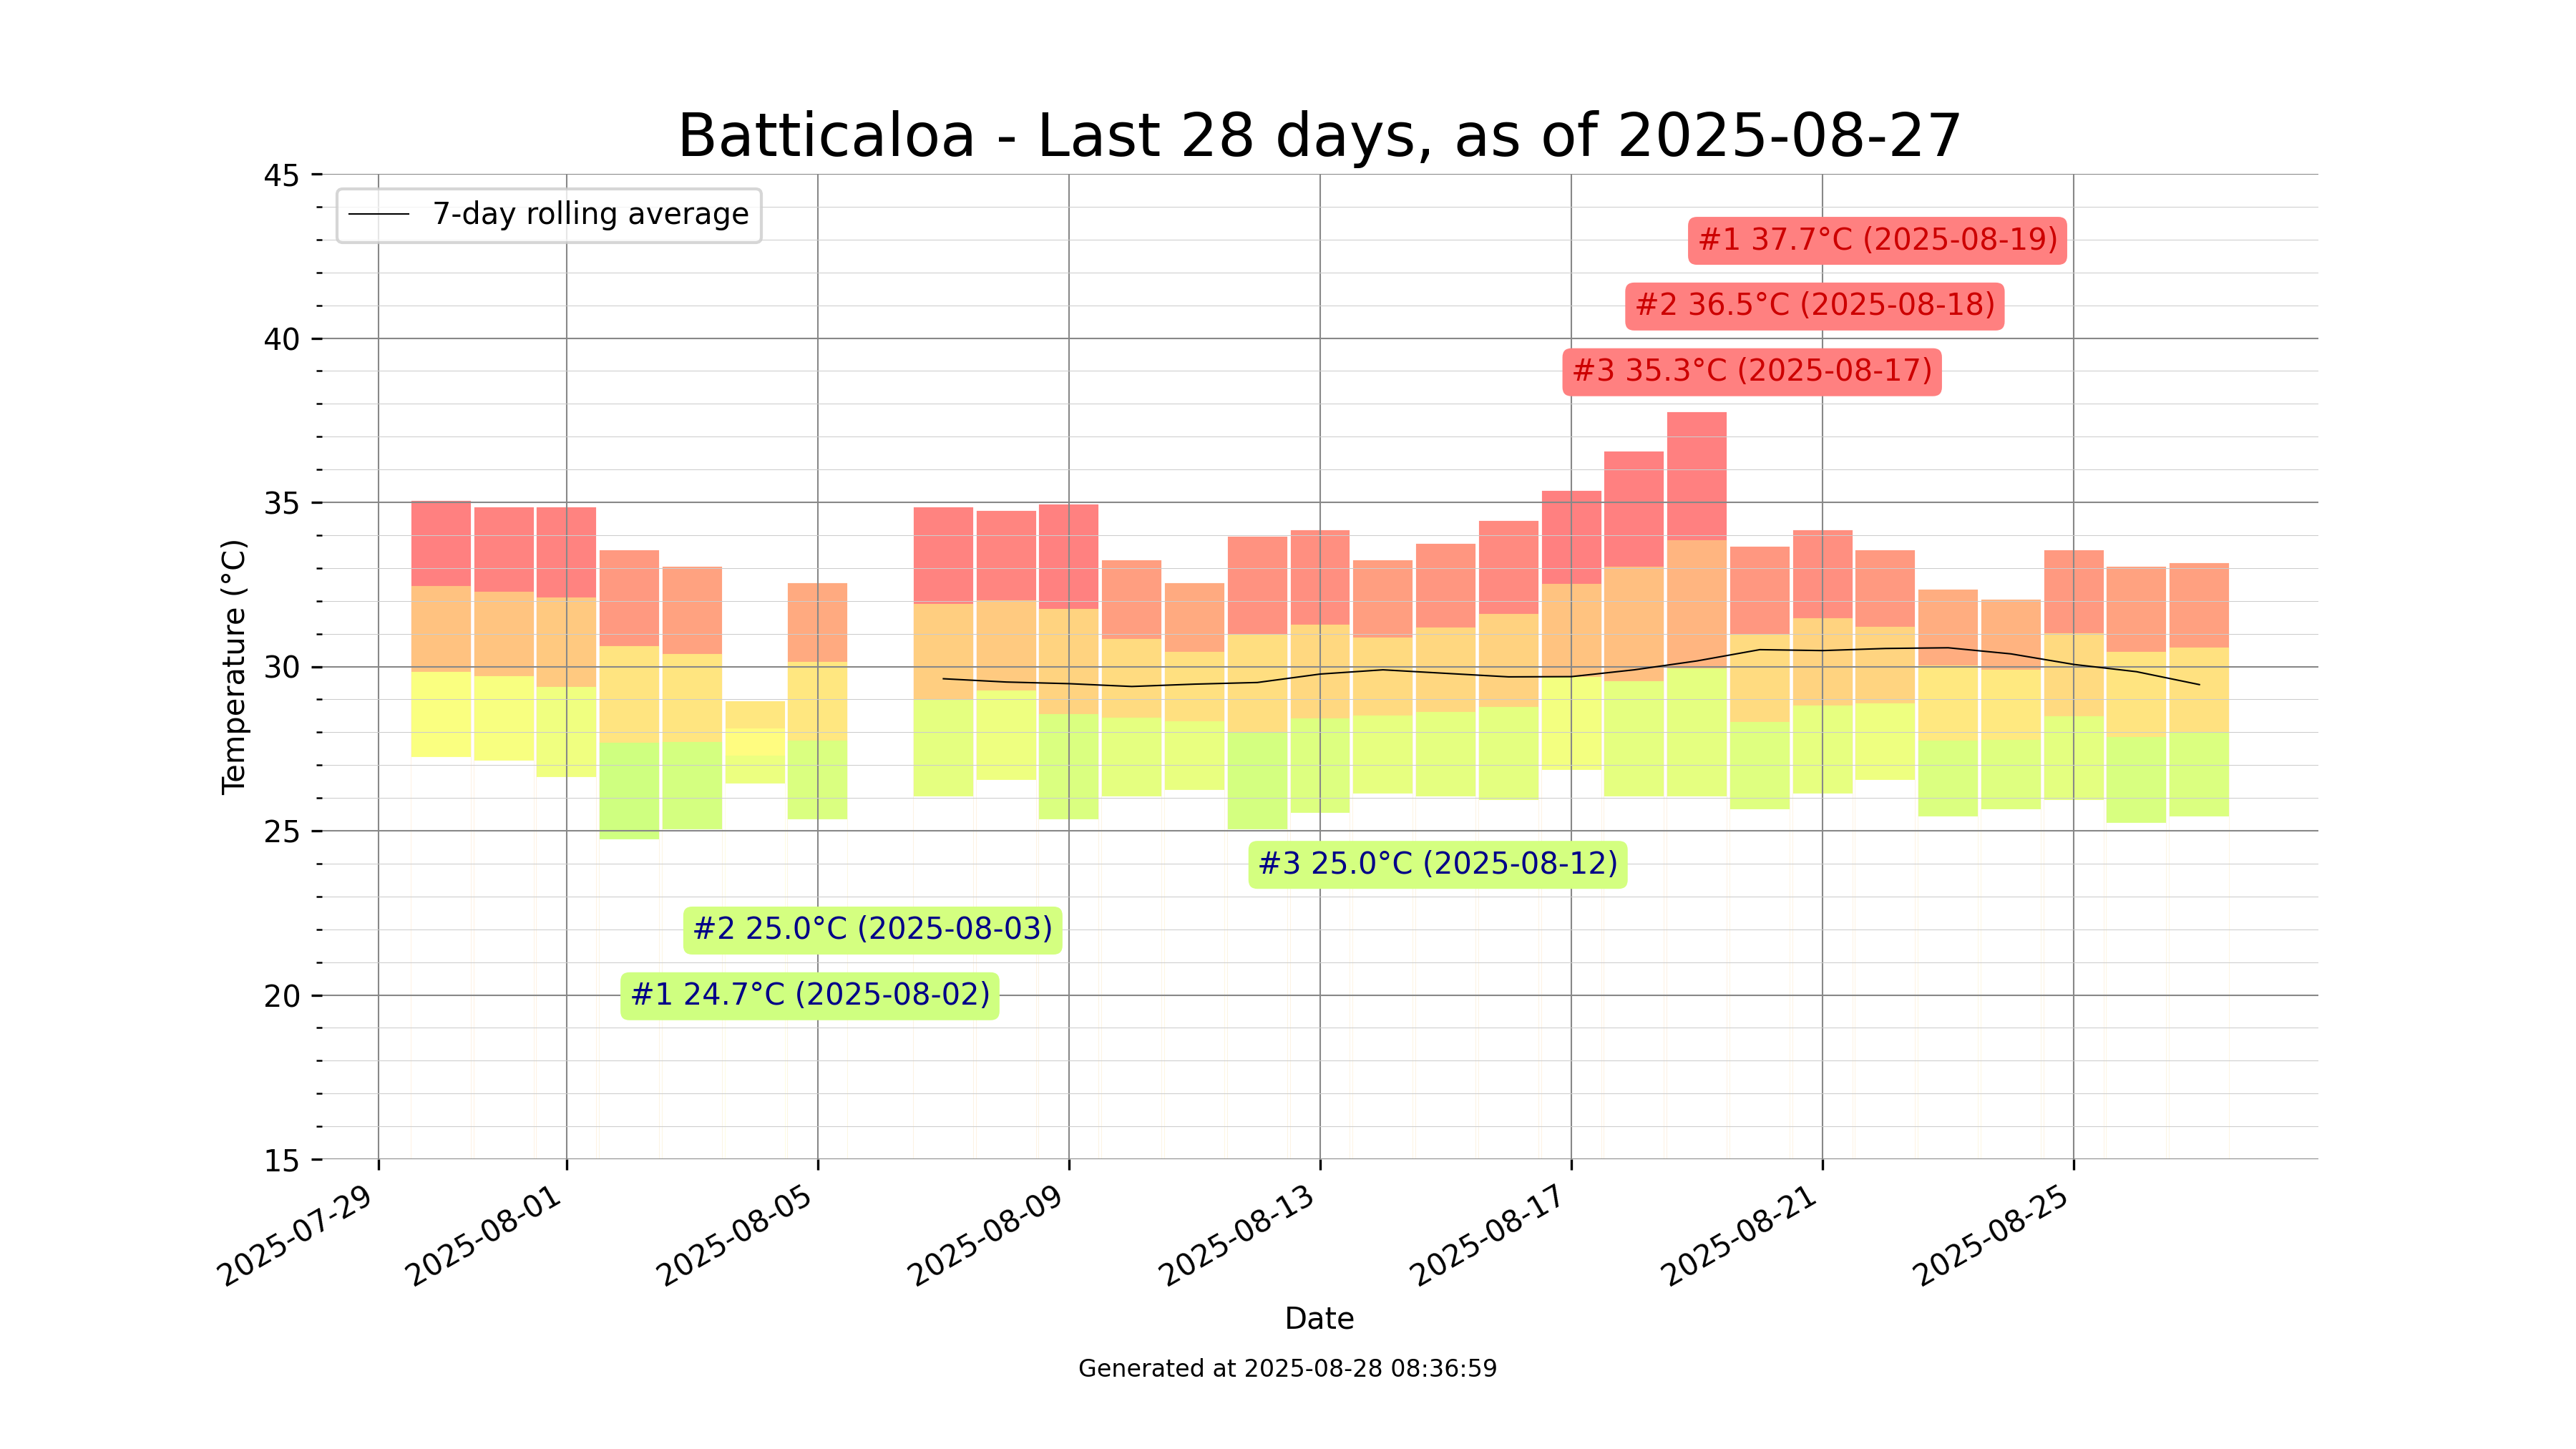 Batticaloa - Last 28 days, as of 2025-08-27
7-day rolling average
#1 37.7°C (2025-08-19)
#2 36.5°C (2025-08-18)
#3 35.3°C (2025-08-17)
#3 25.0°C (2025-08-12)
#2 25.0°C (2025-08-03)
#1 24.7°C (2025-08-02)
Temperature (°C)
45
40
35
30
25
20
15
2025-07-29
2025-08-01
2025-08-05
2025-08-09
2025-08-13
2025-08-17
2025-08-21
2025-08-25
Date
Generated at 2025-08-28 08:36:59